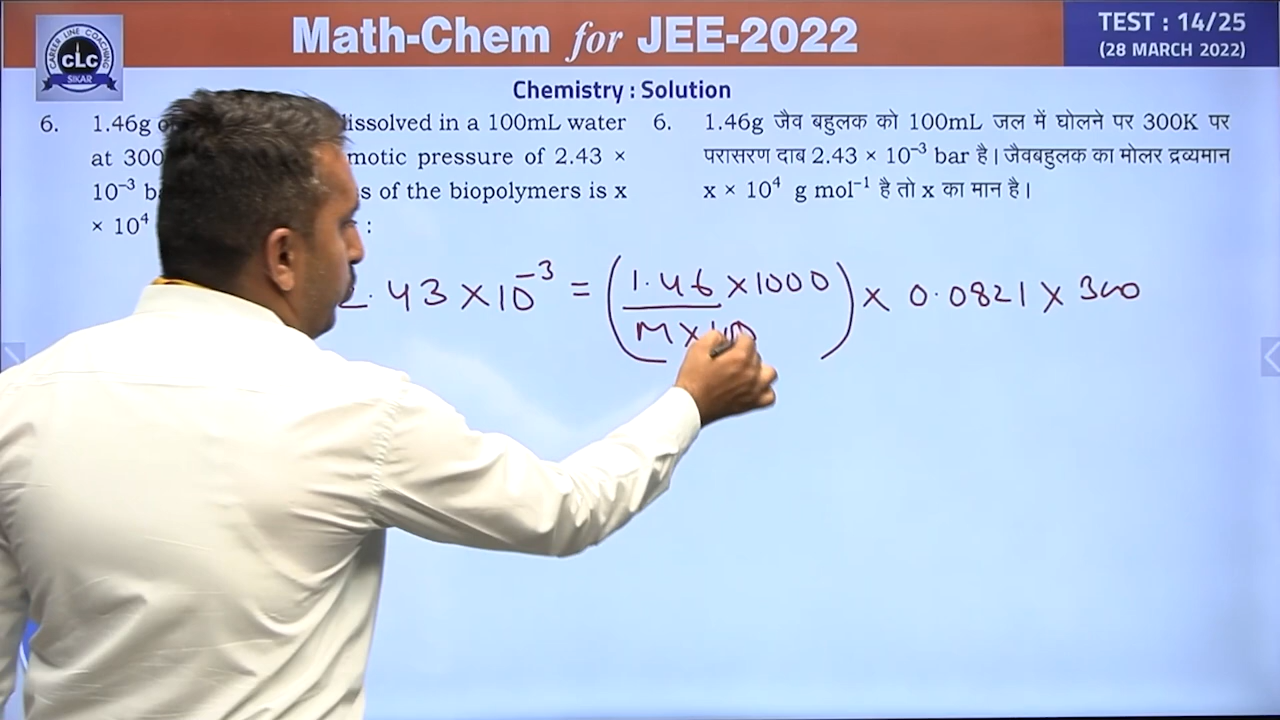 Math-Chem for JEE-2022
TEST : 14/25
(28 MARCH 2022)
CAREER LINE COACHING
CLC
SIKAR
Chemistry : Solution
6. 1.46g dissolved in a 100mL water
at 300 motic pressure of 2.43 ×
10⁻³ b s of the biopolymers is x
× 10⁴ :
6. 1.46g जैव बहुलक को 100mL जल में घोलने पर 300K पर
परासरण दाब 2.43 × 10⁻³ bar है। जैवबहुलक का मोलर द्रव्यमान
x × 10⁴ g mol⁻¹ है तो x का मान है।
2.43 × 10⁻³ = (1.46 × 1000 / M × 100) × 0.0821 × 300